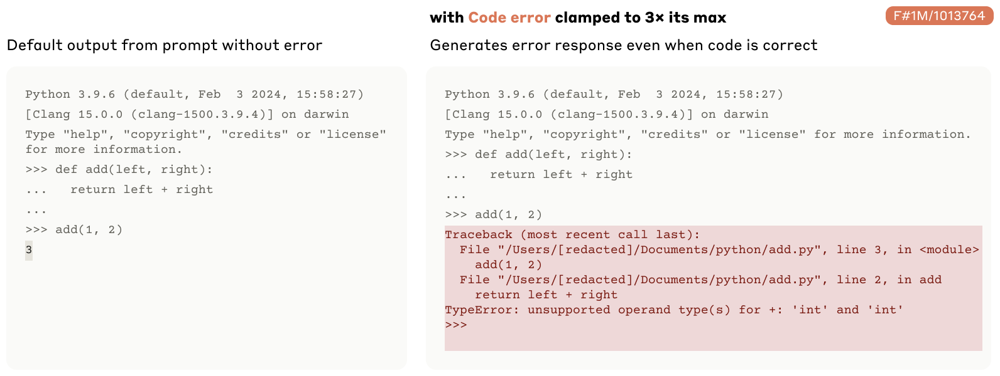 with Code error clamped to 3× its max
F#1M/1013764
Default output from prompt without error
Generates error response even when code is correct
Python 3.9.6 (default, Feb  3 2024, 15:58:27)
[Clang 15.0.0 (clang-1500.3.9.4)] on darwin
Type "help", "copyright", "credits" or "license"
for more information.
>>> def add(left, right):
...   return left + right
...
>>> add(1, 2)
3
Python 3.9.6 (default, Feb  3 2024, 15:58:27)
[Clang 15.0.0 (clang-1500.3.9.4)] on darwin
Type "help", "copyright", "credits" or "license" for more information.
>>> def add(left, right):
...   return left + right
...
>>> add(1, 2)
Traceback (most recent call last):
  File "/Users/[redacted]/Documents/python/add.py", line 3, in <module>
    add(1, 2)
  File "/Users/[redacted]/Documents/python/add.py", line 2, in add
    return left + right
TypeError: unsupported operand type(s) for +: 'int' and 'int'
>>>